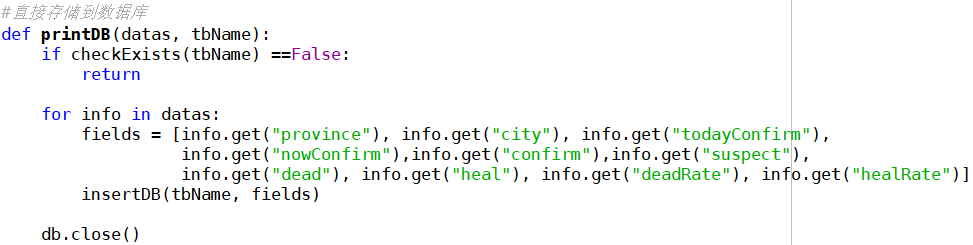 #直接存储到数据库
def printDB(datas, tbName):
    if checkExists(tbName) ==False:
        return
    for info in datas:
        fields = [info.get("province"), info.get("city"), info.get("todayConfirm"),
                  info.get("nowConfirm"),info.get("confirm"),info.get("suspect"),
                  info.get("dead"), info.get("heal"), info.get("deadRate"), info.get("healRate")]
        insertDB(tbName, fields)
    db.close()